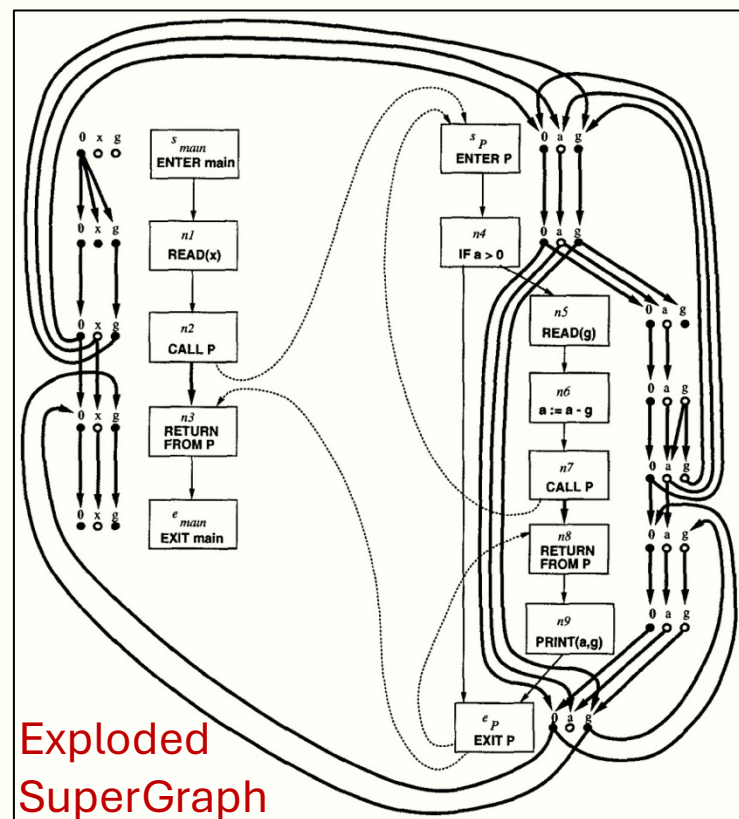 0 x g
s main
ENTER main
0 x g
n1
READ(x)
0 x g
n2
CALL P
0 x g
n3
RETURN
FROM P
0 x g
e main
EXIT main
s P
ENTER P
0 a g
n4
IF a > 0
0 a g
n5
READ(g)
0 a g
n6
a := a - g
0 a g
n7
CALL P
0 a g
n8
RETURN
FROM P
0 a g
n9
PRINT(a,g)
0 a g
e P
EXIT P
0 a g
Exploded
SuperGraph